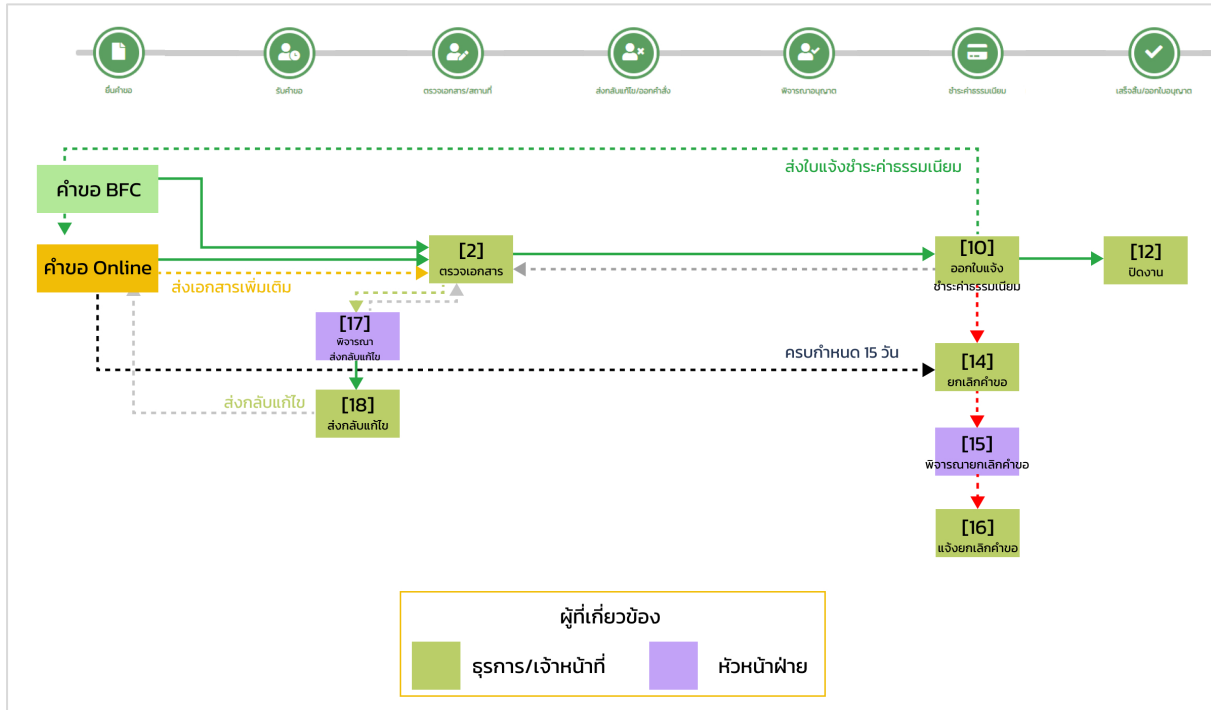 ยื่นคำขอ
รับคำขอ
ตรวจเอกสาร/สถานที่
ส่งกลับแก้ไข/ออกคำสั่ง
พิจารณาอนุญาต
ชำระค่าธรรมเนียม
เสร็จสิ้น/ออกใบอนุญาต
ส่งใบแจ้งชำระค่าธรรมเนียม
คำขอ BFC
คำขอ Online
ส่งเอกสารเพิ่มเติม
[2]
ตรวจเอกสาร
[10]
ออกใบแจ้ง
ชำระค่าธรรมเนียม
[12]
ปิดงาน
[17]
พิจารณา
ส่งกลับแก้ไข
ครบกำหนด 15 วัน
[14]
ยกเลิกคำขอ
ส่งกลับแก้ไข
[18]
ส่งกลับแก้ไข
[15]
พิจารณายกเลิกคำขอ
[16]
แจ้งยกเลิกคำขอ
ผู้ที่เกี่ยวข้อง
ธุรการ/เจ้าหน้าที่
หัวหน้าฝ่าย